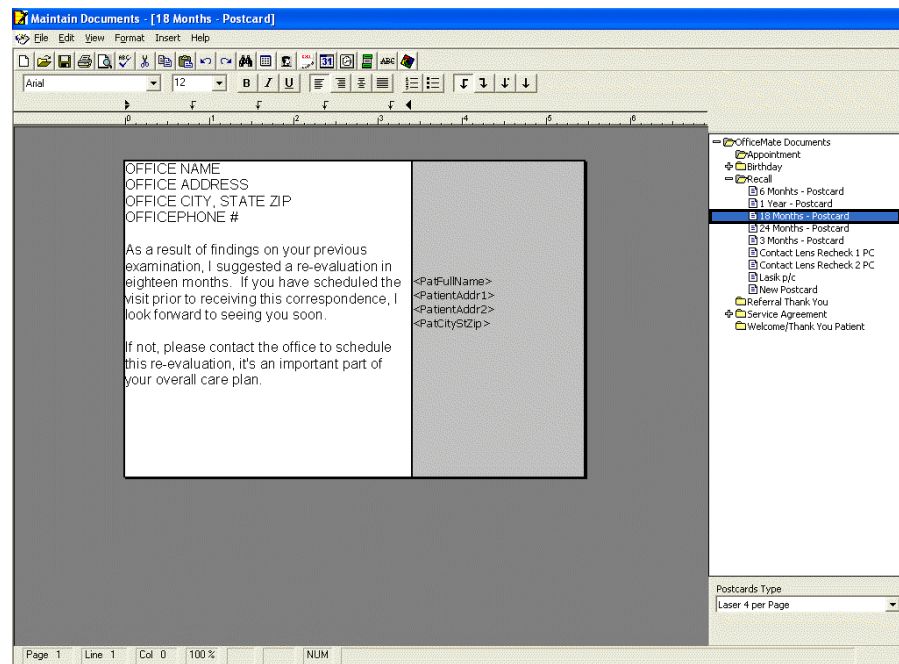 Maintain Documents - [18 Months - Postcard]
File Edit View Format Insert Help
Arial 12 B I U
0 1 2 3 4 5 6
OFFICE NAME
OFFICE ADDRESS
OFFICE CITY, STATE ZIP
OFFICEPHONE #
As a result of findings on your previous
examination, I suggested a re-evaluation in
eighteen months. If you have scheduled the
visit prior to receiving this correspondence, I
look forward to seeing you soon.
If not, please contact the office to schedule
this re-evaluation, it's an important part of
your overall care plan.
<PatFullName>
<PatientAddr1>
<PatientAddr2>
<PatCityStZip>
OfficeMate Documents
Appointment
Birthday
Recall
6 Monhts - Postcard
1 Year - Postcard
18 Months - Postcard
24 Months - Postcard
3 Months - Postcard
Contact Lens Recheck 1 PC
Contact Lens Recheck 2 PC
Lasik p/c
New Postcard
Referral Thank You
Service Agreement
Welcome/Thank You Patient
Postcards Type
Laser 4 per Page
Page 1 Line 1 Col 0 100 % NUM